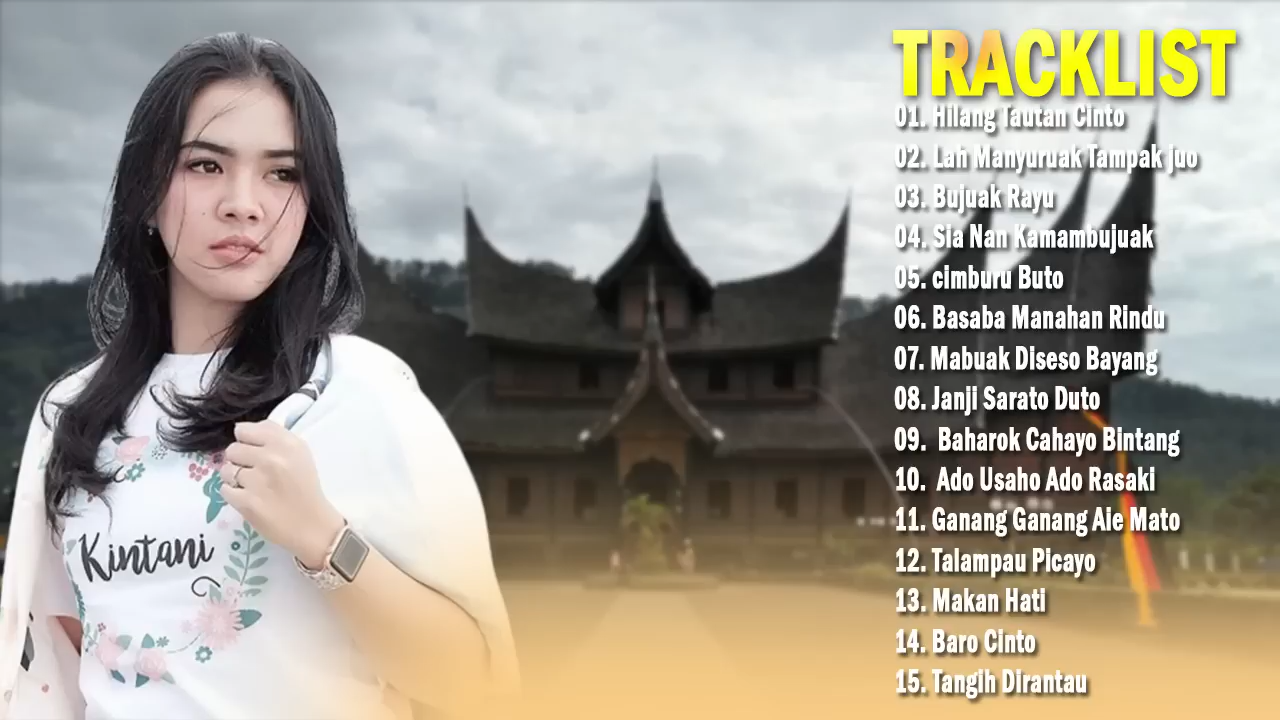 TRACKLIST
01. Hilang Tautan Cinto
02. Lah Manyuruak Tampak juo
03. Bujuak Rayu
04. Sia Nan Kamambujuak
05. cimburu Buto
06. Basaba Manahan Rindu
07. Mabuak Diseso Bayang
08. Janji Sarato Duto
09. Baharok Cahayo Bintang
10. Ado Usaho Ado Rasaki
11. Ganang Ganang Aie Mato
12. Talampau Picayo
13. Makan Hati
14. Baro Cinto
15. Tangih Dirantau
Kintani